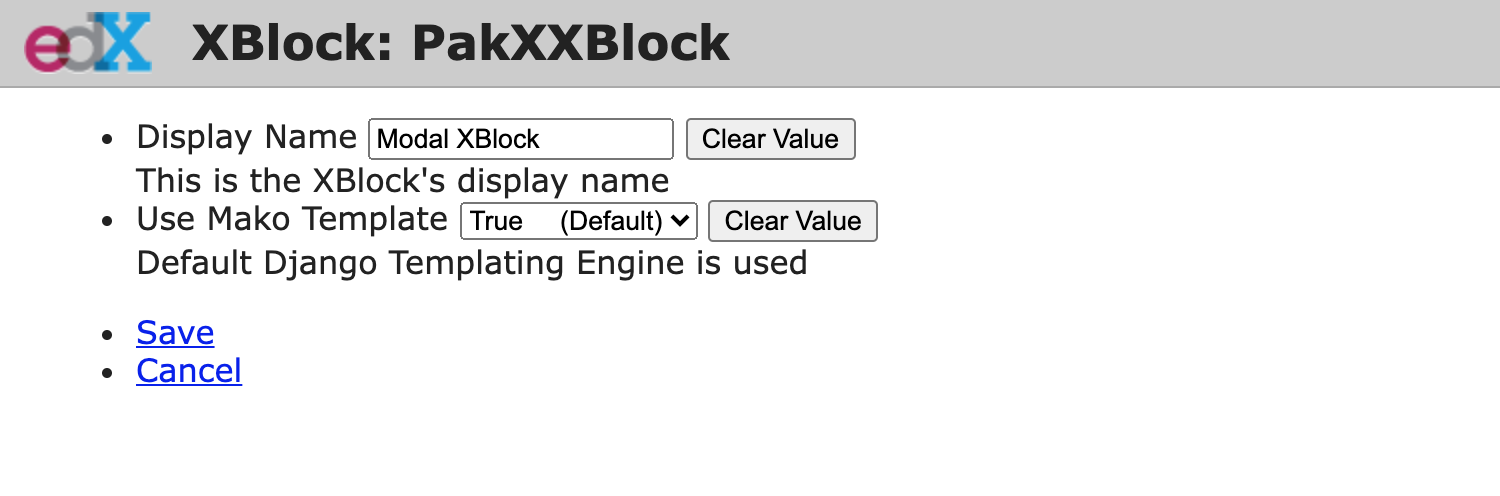 edX XBlock: PakXXBlock
Display Name Modal XBlock Clear Value
This is the XBlock's display name
Use Mako Template True (Default) Clear Value
Default Django Templating Engine is used
Save
Cancel